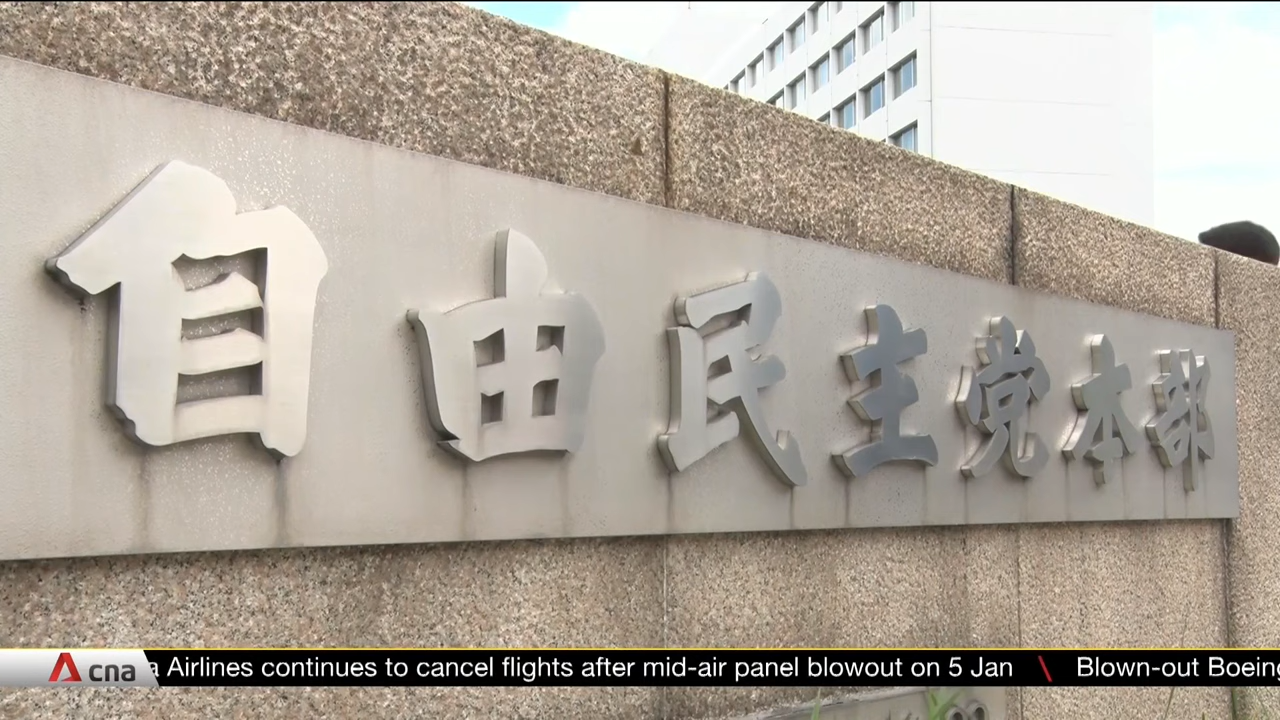 自由民主党本部
cna
a Airlines continues to cancel flights after mid-air panel blowout on 5 Jan \ Blown-out Boeing